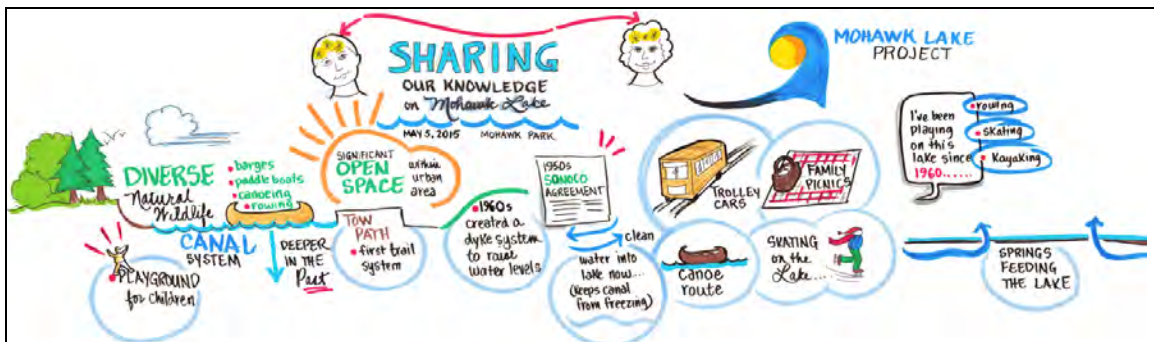 SHARING
OUR KNOWLEDGE
on Mohawk Lake
MAY 5, 2015 MOHAWK PARK
MOHAWK LAKE
PROJECT
DIVERSE
Natural
Wildlife
• barges
• paddle boats
• canoeing
• rowing
CANAL
SYSTEM
• PLAYGROUND
for children
DEEPER
IN THE
Past
SIGNIFICANT
OPEN
SPACE
within
urban
area
TOW
PATH
• first trail
system
• 1960s
created a
dyke system
to raise
water levels
1950s
SONOCO
AGREEMENT
clean
water into
lake now...
(keeps canal
from freezing)
TROLLEY
CARS
FAMILY
PICNICS
Canoe
route
SKATING
on the
Lake.....
I've been
playing
on this
lake since
1960......
• rowing
• skating
• Kayaking
SPRINGS
FEEDING
THE LAKE